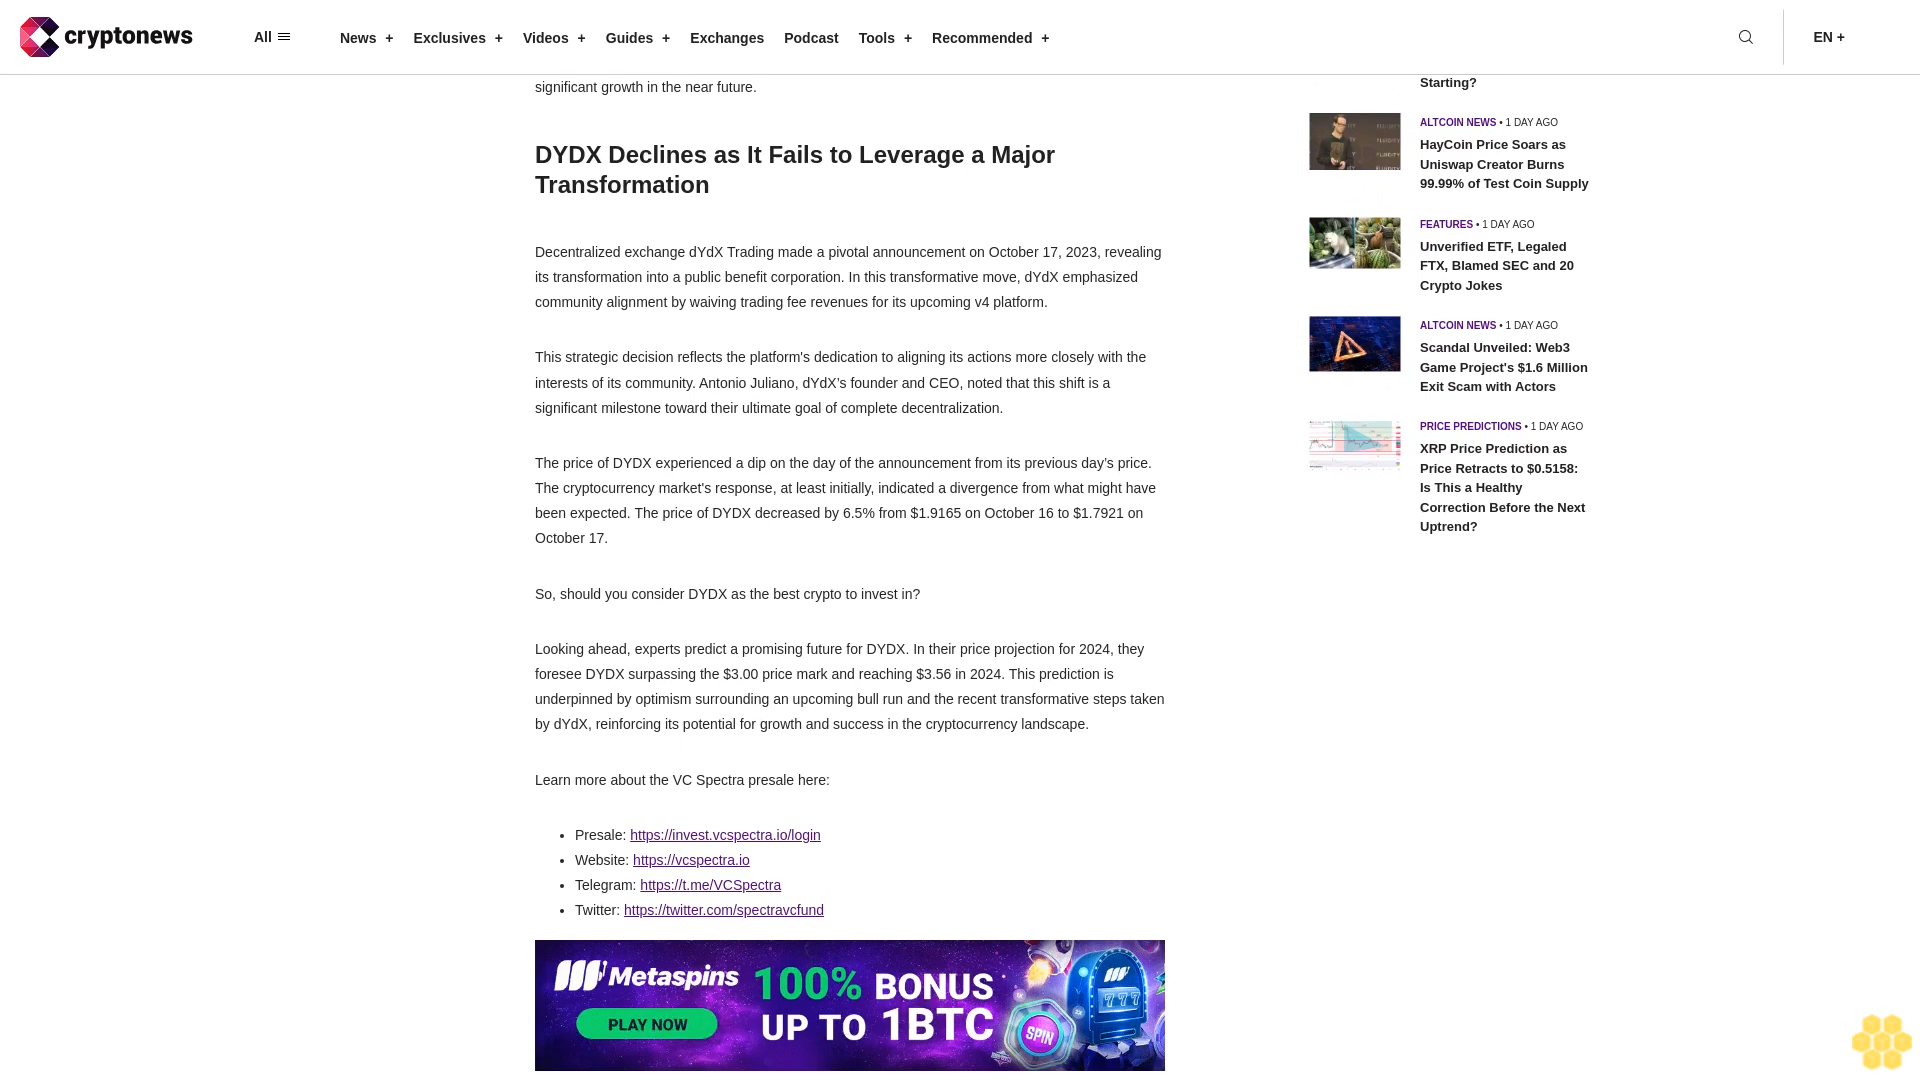 cryptonews
All
News +
Exclusives +
Videos +
Guides +
Exchanges
Podcast
Tools +
Recommended +
EN +
significant growth in the near future.
DYDX Declines as It Fails to Leverage a Major
Transformation
Decentralized exchange dYdX Trading made a pivotal announcement on October 17, 2023, revealing
its transformation into a public benefit corporation. In this transformative move, dYdX emphasized
community alignment by waiving trading fee revenues for its upcoming v4 platform.
This strategic decision reflects the platform's dedication to aligning its actions more closely with the
interests of its community. Antonio Juliano, dYdX’s founder and CEO, noted that this shift is a
significant milestone toward their ultimate goal of complete decentralization.
The price of DYDX experienced a dip on the day of the announcement from its previous day’s price.
The cryptocurrency market's response, at least initially, indicated a divergence from what might have
been expected. The price of DYDX decreased by 6.5% from $1.9165 on October 16 to $1.7921 on
October 17.
So, should you consider DYDX as the best crypto to invest in?
Looking ahead, experts predict a promising future for DYDX. In their price projection for 2024, they
foresee DYDX surpassing the $3.00 price mark and reaching $3.56 in 2024. This prediction is
underpinned by optimism surrounding an upcoming bull run and the recent transformative steps taken
by dYdX, reinforcing its potential for growth and success in the cryptocurrency landscape.
Learn more about the VC Spectra presale here:
Presale: https://invest.vcspectra.io/login
Website: https://vcspectra.io
Telegram: https://t.me/VCSpectra
Twitter: https://twitter.com/spectravcfund
Metaspins
PLAY NOW
100% BONUS
UP TO 1BTC
777
SPIN
Starting?
ALTCOIN NEWS • 1 DAY AGO
HayCoin Price Soars as
Uniswap Creator Burns
99.99% of Test Coin Supply
FEATURES • 1 DAY AGO
Unverified ETF, Legaled
FTX, Blamed SEC and 20
Crypto Jokes
ALTCOIN NEWS • 1 DAY AGO
Scandal Unveiled: Web3
Game Project's $1.6 Million
Exit Scam with Actors
PRICE PREDICTIONS • 1 DAY AGO
XRP Price Prediction as
Price Retracts to $0.5158:
Is This a Healthy
Correction Before the Next
Uptrend?